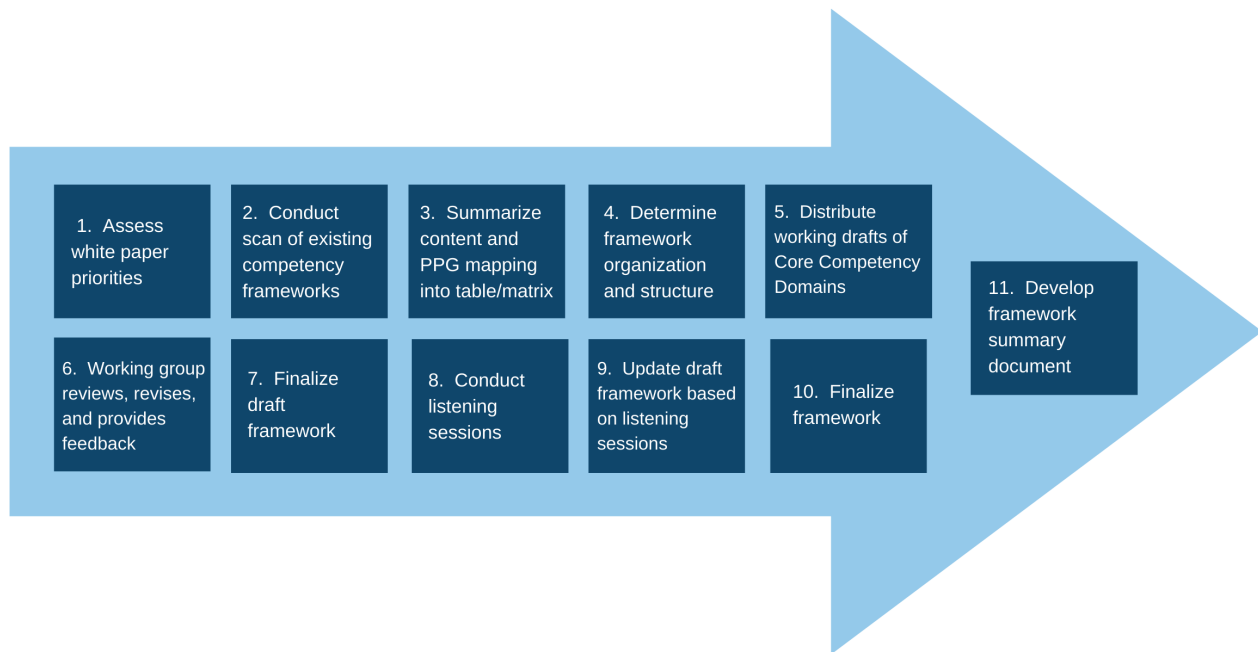 1. Assess
white paper
priorities
2. Conduct
scan of existing
competency
frameworks
3. Summarize
content and
PPG mapping
into table/matrix
4. Determine
framework
organization
and structure
5. Distribute
working drafts of
Core Competency
Domains
6. Working group
reviews, revises,
and provides
feedback
7. Finalize
draft
framework
8. Conduct
listening
sessions
9. Update draft
framework based
on listening
sessions
10. Finalize
framework
11. Develop
framework
summary
document